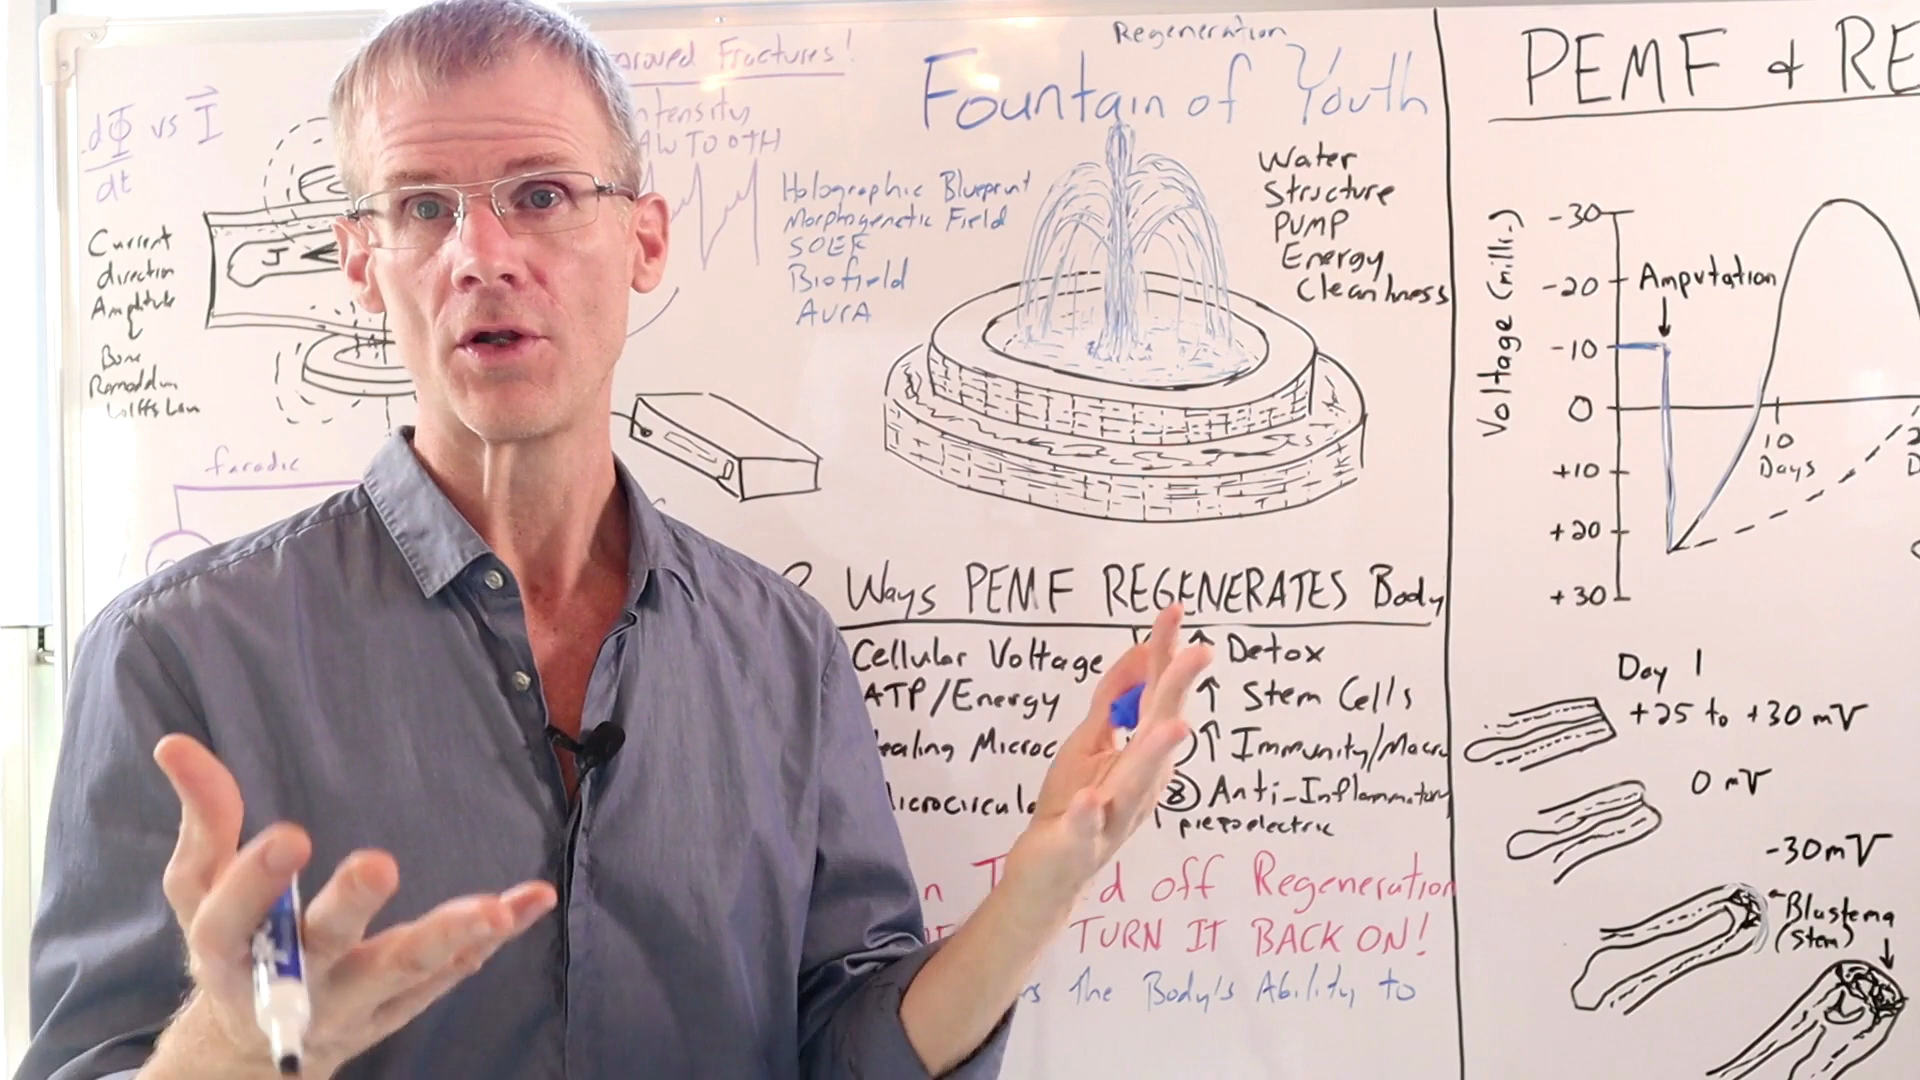 dΦ/dt vs I
Current
direction
Amplitude
Bone
faradic
Fractures!
Regeneration
Fountain of Youth
Holographic Blueprint
Morphogenetic Field
SOEF
Biofield
AurA
Water
Structure
PUMP
Energy
Cleanliness
Ways PEMF REGENERATES Body
Cellular Voltage
ATP/Energy
↑ Detox
↑ Stem Cells
↑ Immunity/Macro
8 Anti-Inflammatory
piezoelectric
off Regeneration
TURN IT BACK ON!
the Body's Ability to
PEMF + RE
Voltage (milli)
-30
-20
-10
0
+10
+20
+30
Amputation
10
Days
Day 1
+25 to +30 mV
0 mV
-30mV
Blastema
(stem)